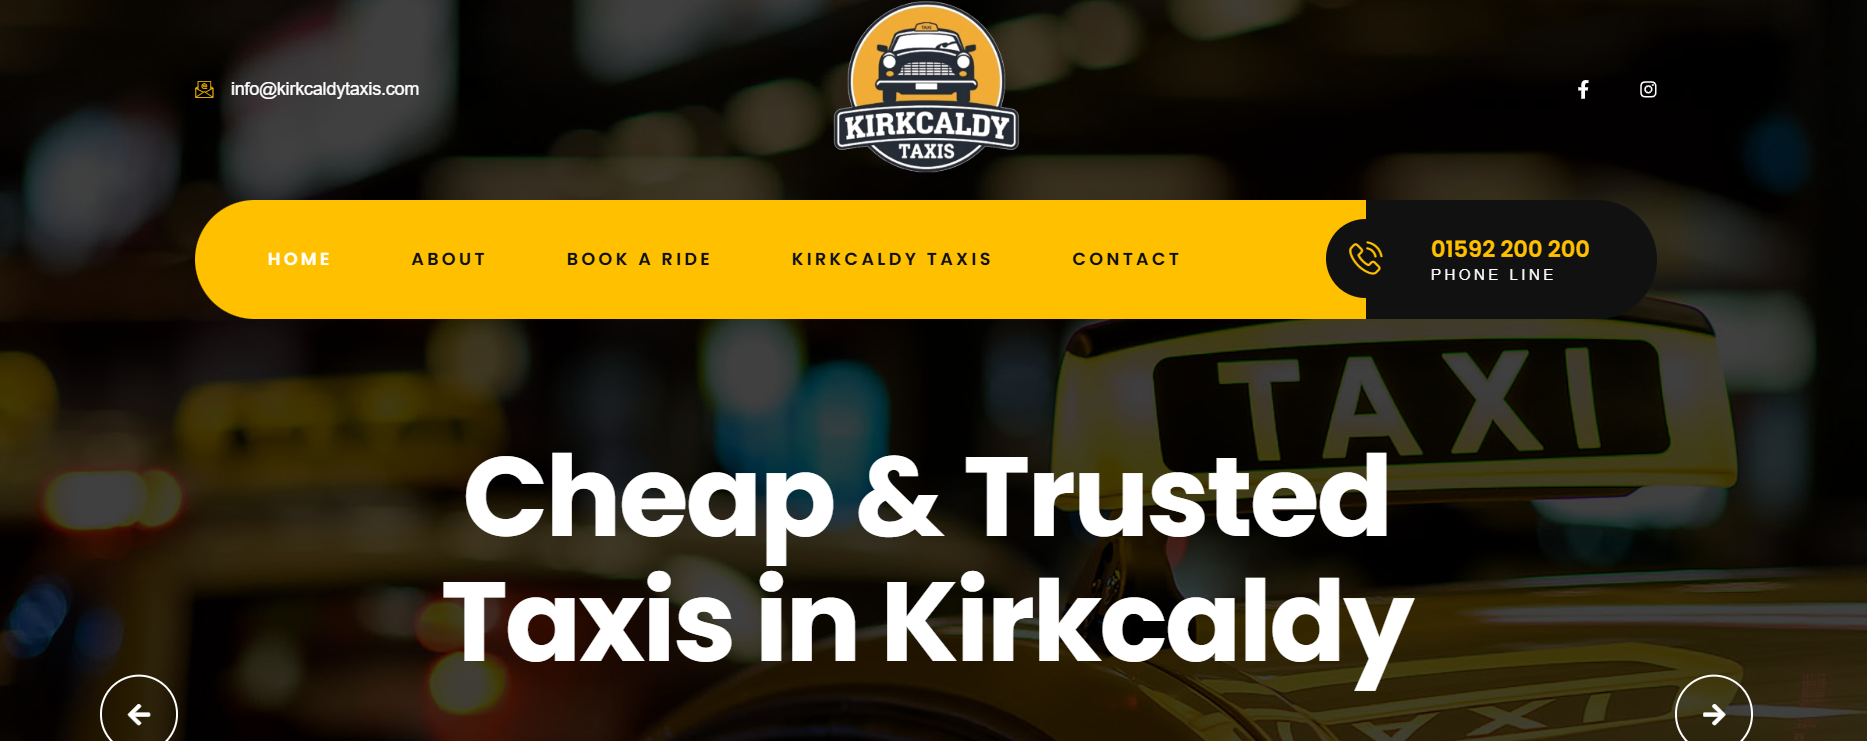 info@kirkcaldytaxis.com
TAXI
KIRKCALDY
TAXIS
HOME
ABOUT
BOOK A RIDE
KIRKCALDY TAXIS
CONTACT
01592 200 200
PHONE LINE
TAXI
Cheap & Trusted
Taxis in Kirkcaldy